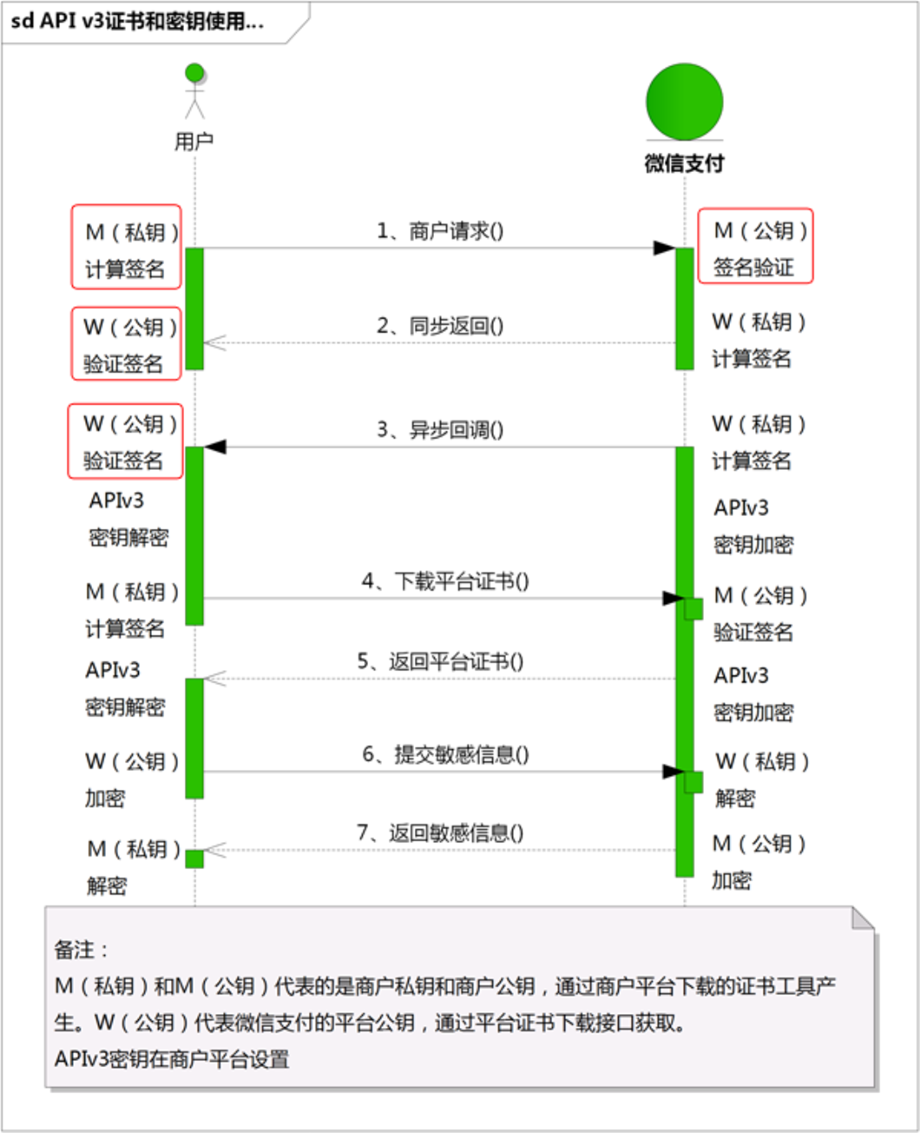 sd API v3证书和密钥使用...
用户
微信支付
M（私钥）
计算签名
1、商户请求()
M（公钥）
签名验证
W（公钥）
验证签名
2、同步返回()
W（私钥）
计算签名
W（公钥）
验证签名
3、异步回调()
W（私钥）
计算签名
APIv3
密钥解密
APIv3
密钥加密
M（私钥）
计算签名
4、下载平台证书()
M（公钥）
验证签名
APIv3
密钥解密
5、返回平台证书()
APIv3
密钥加密
W（公钥）
加密
6、提交敏感信息()
W（私钥）
解密
M（私钥）
解密
7、返回敏感信息()
M（公钥）
加密
备注：
M（私钥）和M（公钥）代表的是商户私钥和商户公钥，通过商户平台下载的证书工具产
生。W（公钥）代表微信支付的平台公钥，通过平台证书下载接口获取。
APIv3密钥在商户平台设置